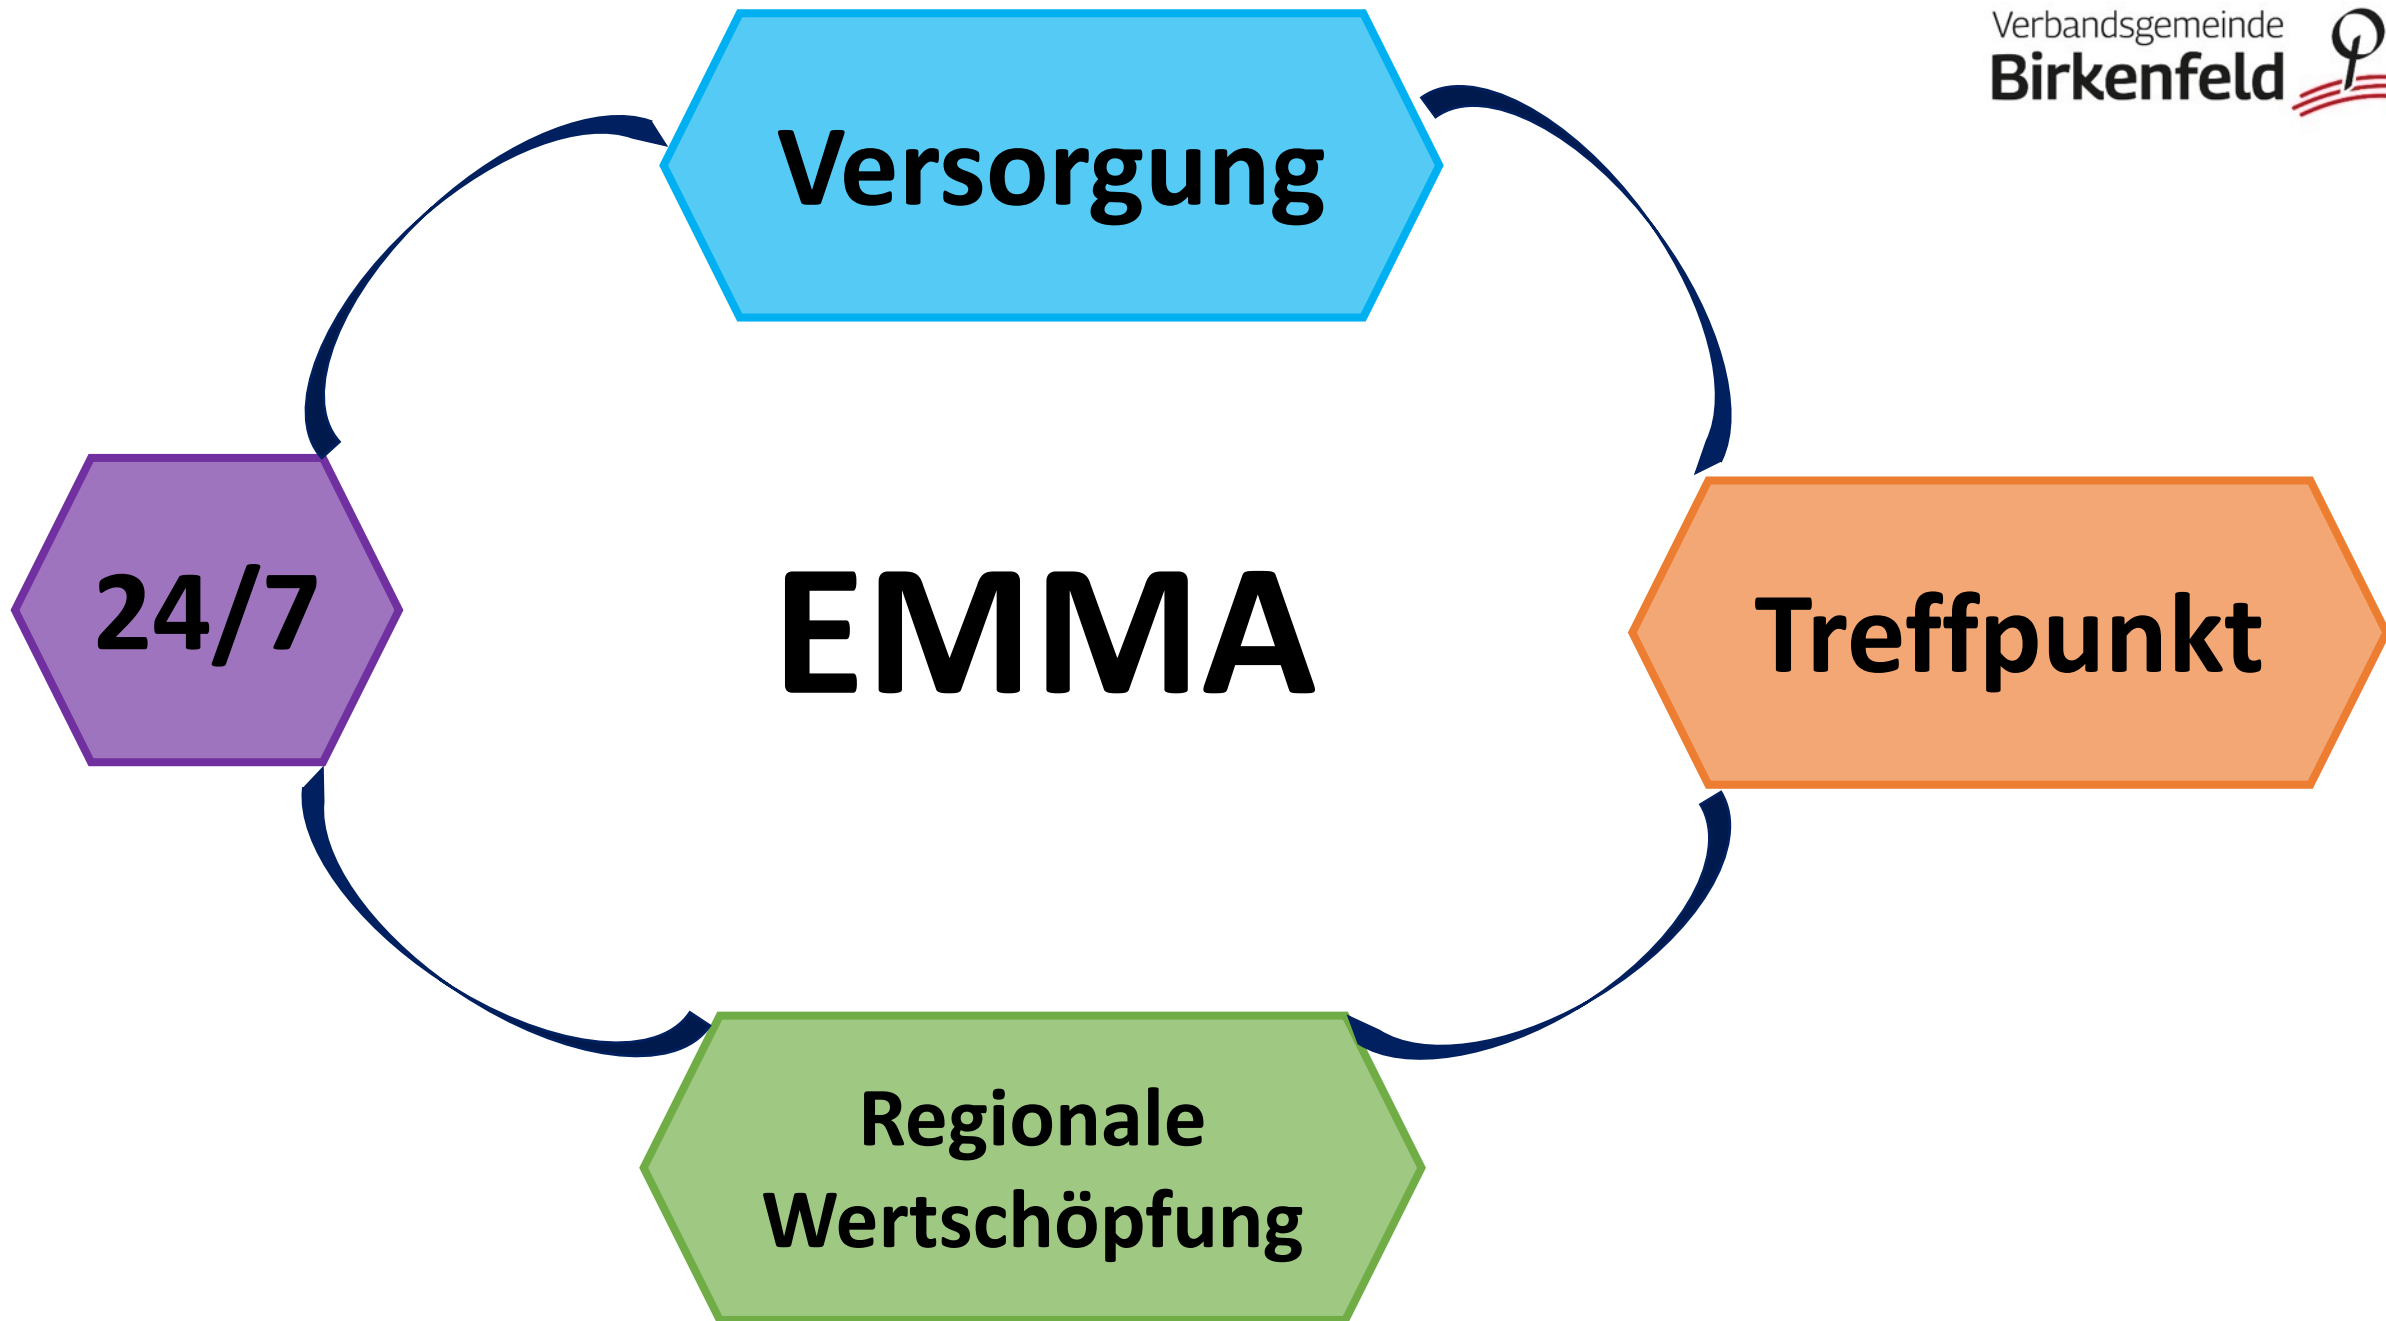 Verbandsgemeinde
Birkenfeld
Versorgung
24/7
EMMA
Treffpunkt
Regionale
Wertschöpfung